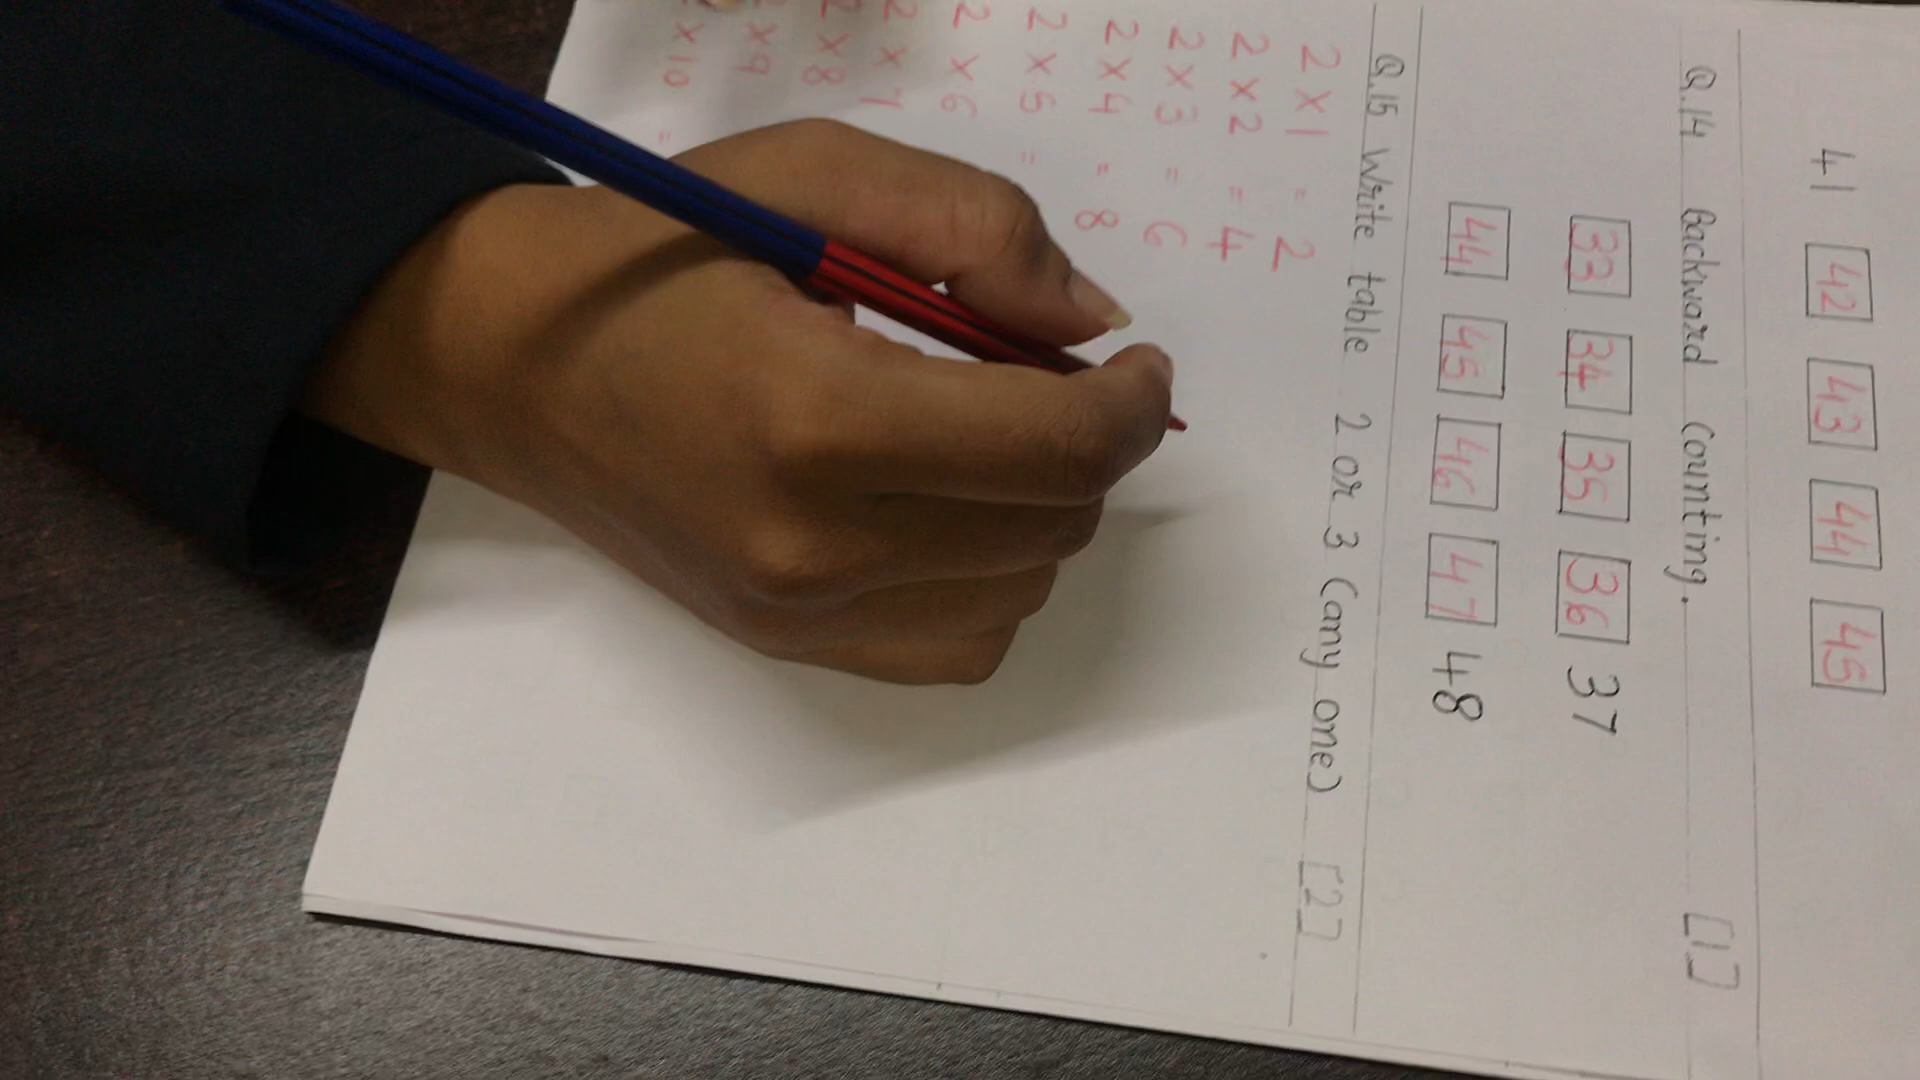 41 42 43 44 45
Q.14 Backward Counting. [1]
33 34 35 36 37
44 45 46 47 48
Q.15 Write table 2 or 3 (any one) [2]
2 × 1 = 2
2 × 2 = 4
2 × 3 = 6
2 × 4 = 8
2 × 5 =
2 × 6
2 × 7
2 × 8
× 9
× 10 =